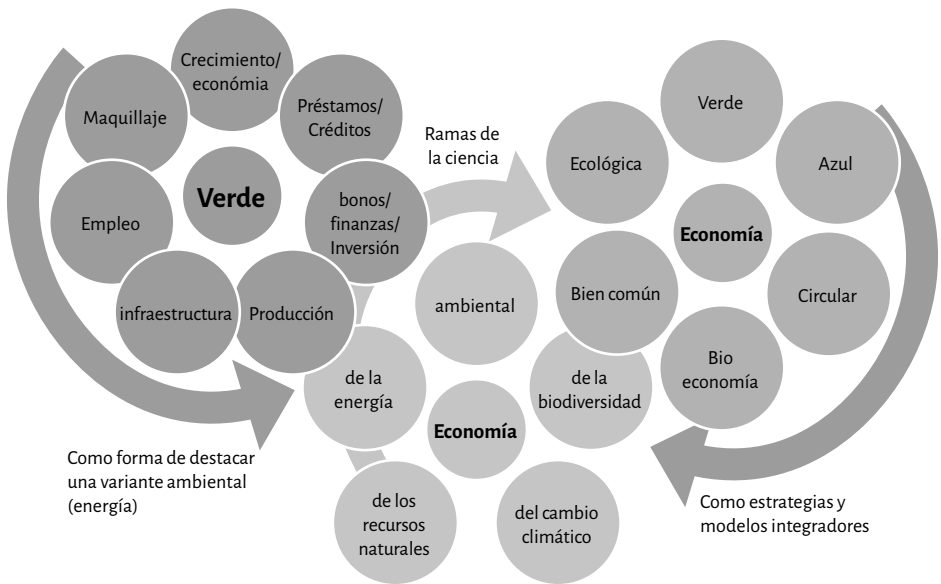 Crecimiento/
económia
Préstamos/
Créditos
bonos/
finanzas/
Inversión
Producción
infraestructura
Empleo
Maquillaje
Verde
Como forma de destacar
una variante ambiental
(energía)
Ramas de
la ciencia
ambiental
de la
biodiversidad
del cambio
climático
de los
recursos
naturales
de la
energía
Economía
Verde
Azul
Circular
Bio
economía
Bien común
Ecológica
Economía
Como estrategias y
modelos integradores